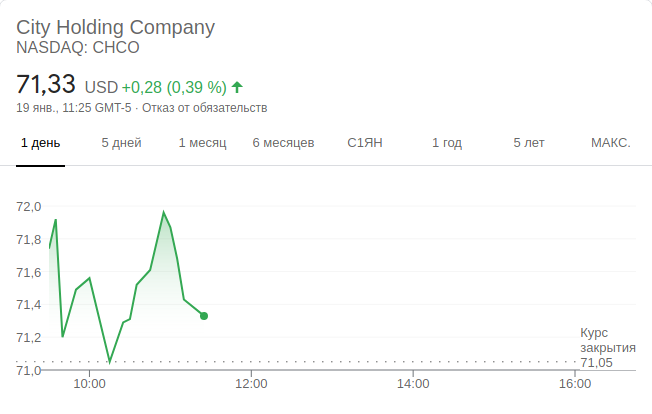 City Holding Company
NASDAQ: CHCO
71,33 USD +0,28 (0,39 %)
19 янв., 11:25 GMT-5 · Отказ от обязательств
1 день 5 дней 1 месяц 6 месяцев С1ЯН 1 год 5 лет МАКС.
72,0
71,8
71,6
71,4
71,2
71,0
Курс
закрытия
71,05
10:00 12:00 14:00 16:00